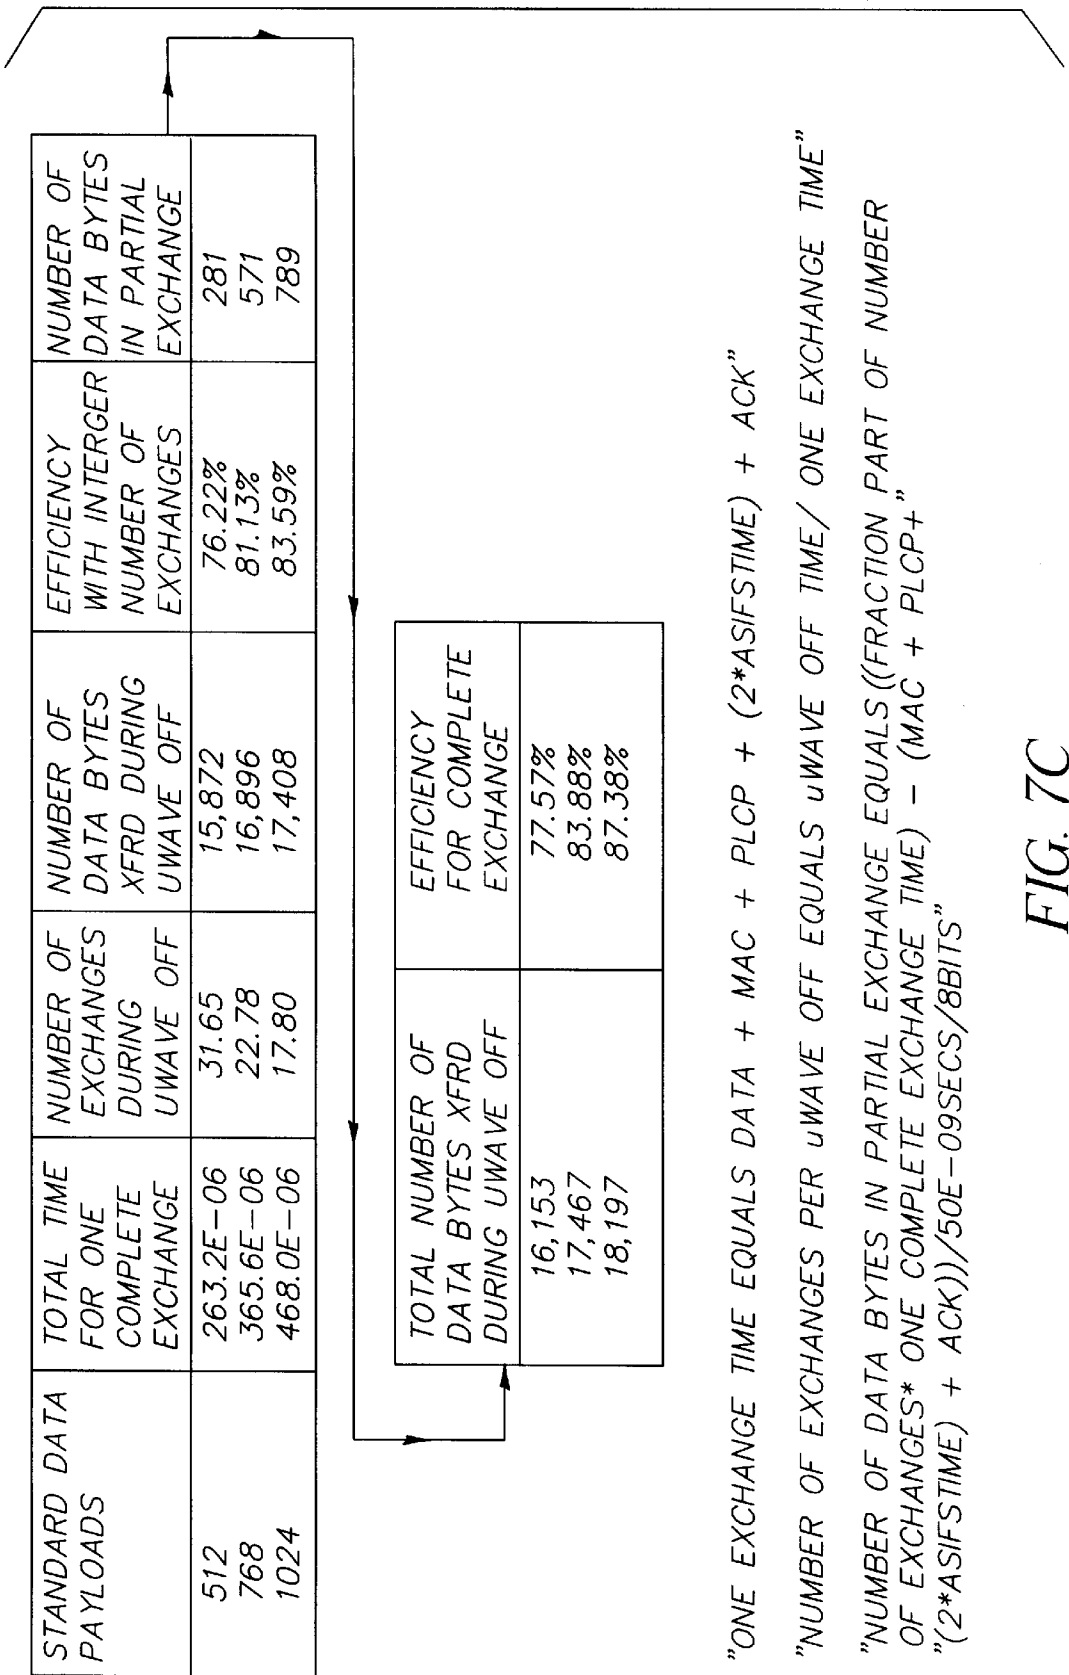 STANDARD DATA
PAYLOADS
512
768
1024
TOTAL TIME
FOR ONE
COMPLETE
EXCHANGE
263.2E-06
365.6E-06
468.0E-06
NUMBER OF
EXCHANGES
DURING
UWAVE OFF
31.65
22.78
17.80
NUMBER OF
DATA BYTES
XFRD DURING
UWAVE OFF
15,872
16,896
17,408
EFFICIENCY
WITH INTERGER
NUMBER OF
EXCHANGES
76.22%
81.13%
83.59%
NUMBER OF
DATA BYTES
IN PARTIAL
EXCHANGE
281
571
789
TOTAL NUMBER OF
DATA BYTES XFRD
DURING UWAVE OFF
16,153
17,467
18,197
EFFICIENCY
FOR COMPLETE
EXCHANGE
77.57%
83.88%
87.38%
"ONE EXCHANGE TIME EQUALS DATA + MAC + PLCP + (2*ASIFSTIME) + ACK"
"NUMBER OF EXCHANGES PER uWAVE OFF EQUALS uWAVE OFF TIME/ ONE EXCHANGE TIME"
"NUMBER OF DATA BYTES IN PARTIAL EXCHANGE EQUALS((FRACTION PART OF NUMBER
OF EXCHANGES* ONE COMPLETE EXCHANGE TIME) - (MAC + PLCP+"
"(2*ASIFSTIME) + ACK))/50E-09SECS/8BITS"
FIG. 7C